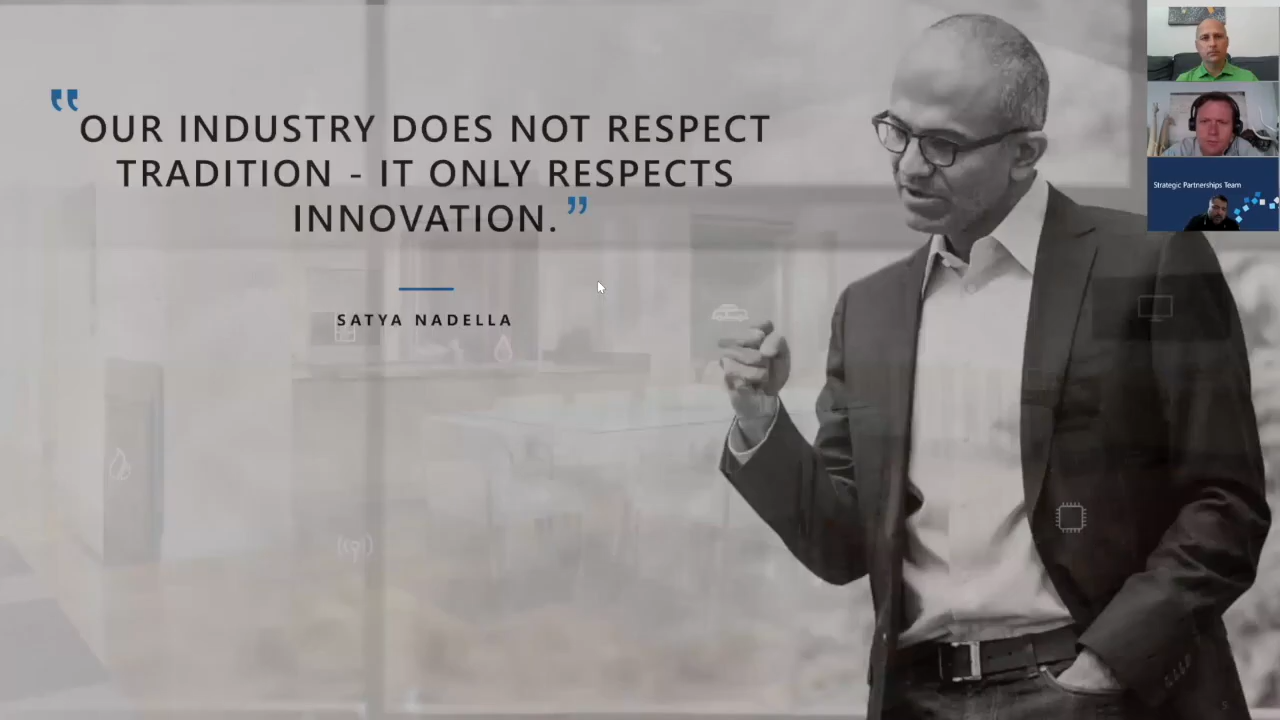 “OUR INDUSTRY DOES NOT RESPECT
TRADITION - IT ONLY RESPECTS
INNOVATION.”
SATYA NADELLA
Strategic Partnerships Team